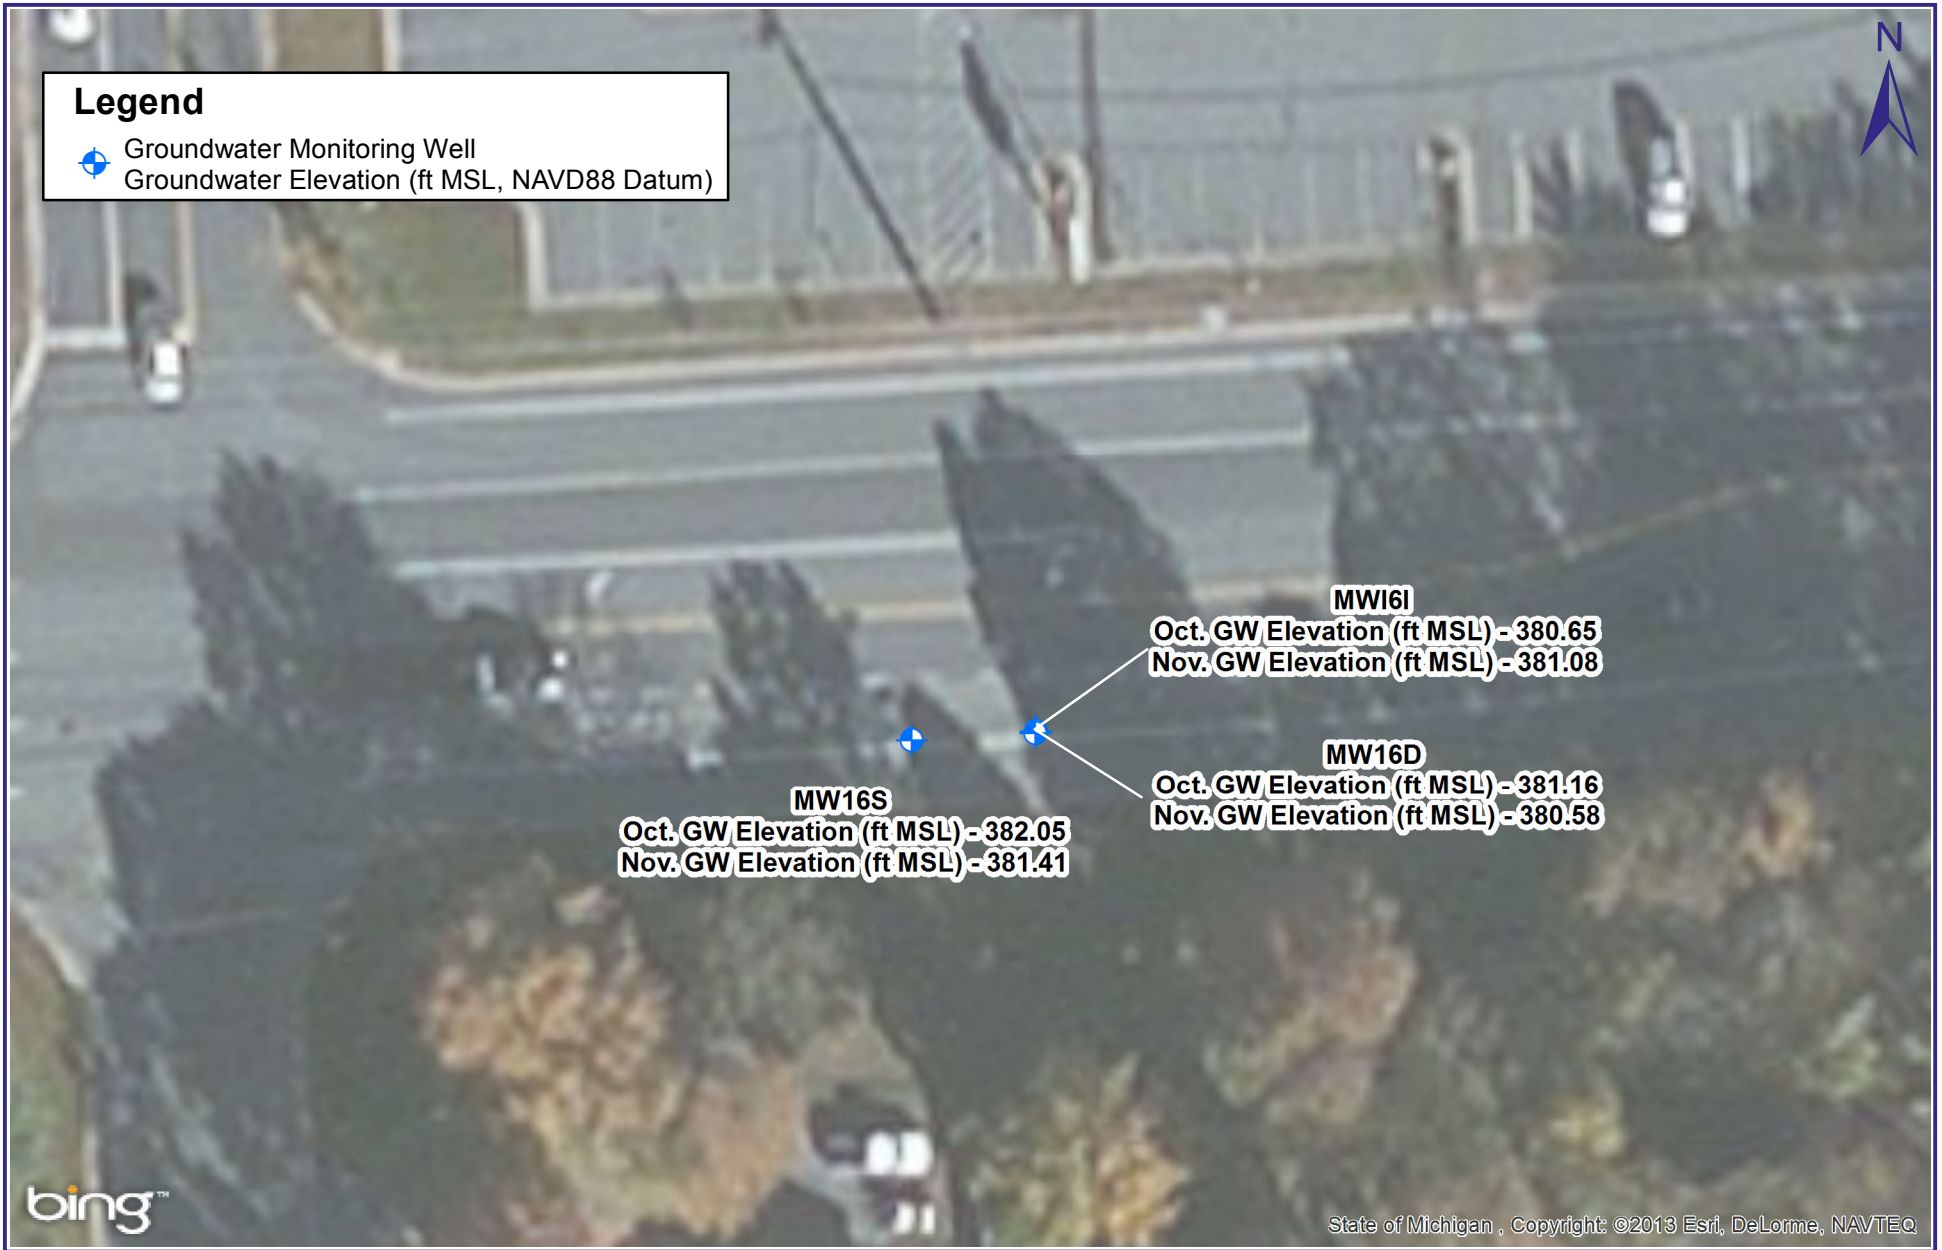 N
Legend
Groundwater Monitoring Well
Groundwater Elevation (ft MSL, NAVD88 Datum)
MWI6I
Oct. GW Elevation (ft MSL) - 380.65
Nov. GW Elevation (ft MSL) - 381.08
MW16D
Oct. GW Elevation (ft MSL) - 381.16
Nov. GW Elevation (ft MSL) - 380.58
MW16S
Oct. GW Elevation (ft MSL) - 382.05
Nov. GW Elevation (ft MSL) - 381.41
bing™
State of Michigan , Copyright: ©2013 Esri, DeLorme, NAVTEQ